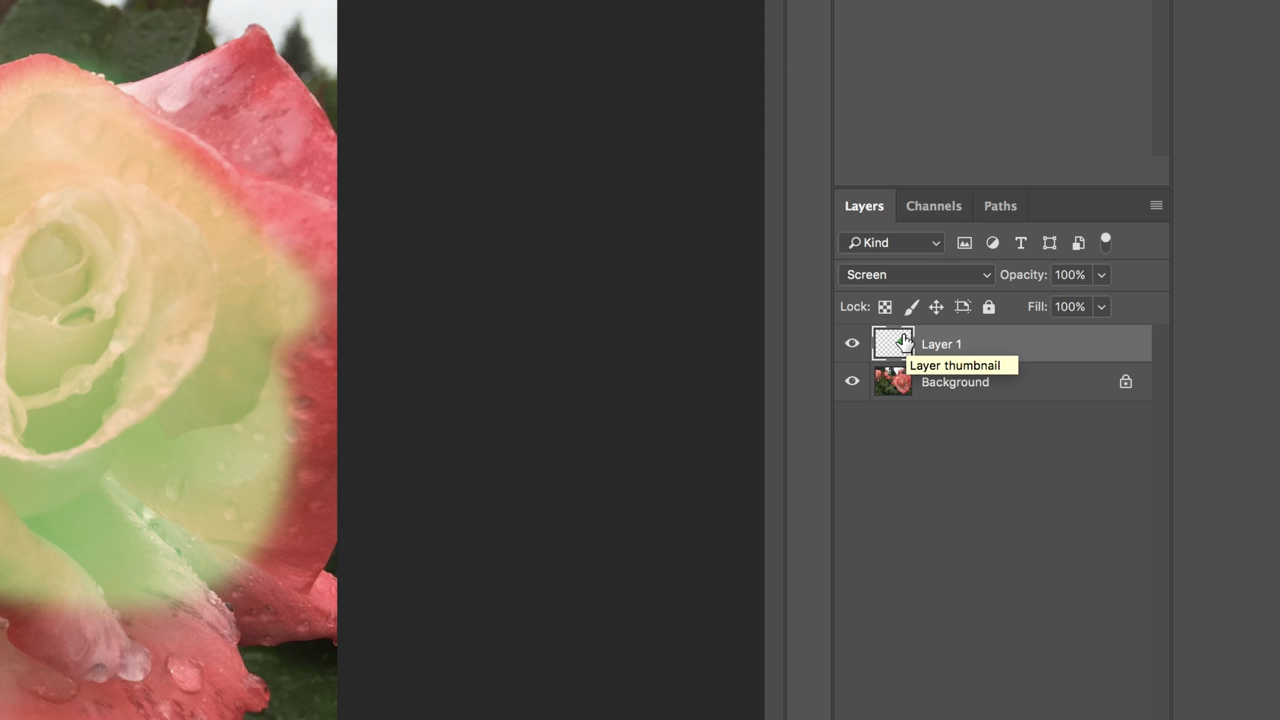 Layers Channels Paths
Kind T
Screen Opacity: 100%
Lock: Fill: 100%
Layer 1
Layer thumbnail
Background